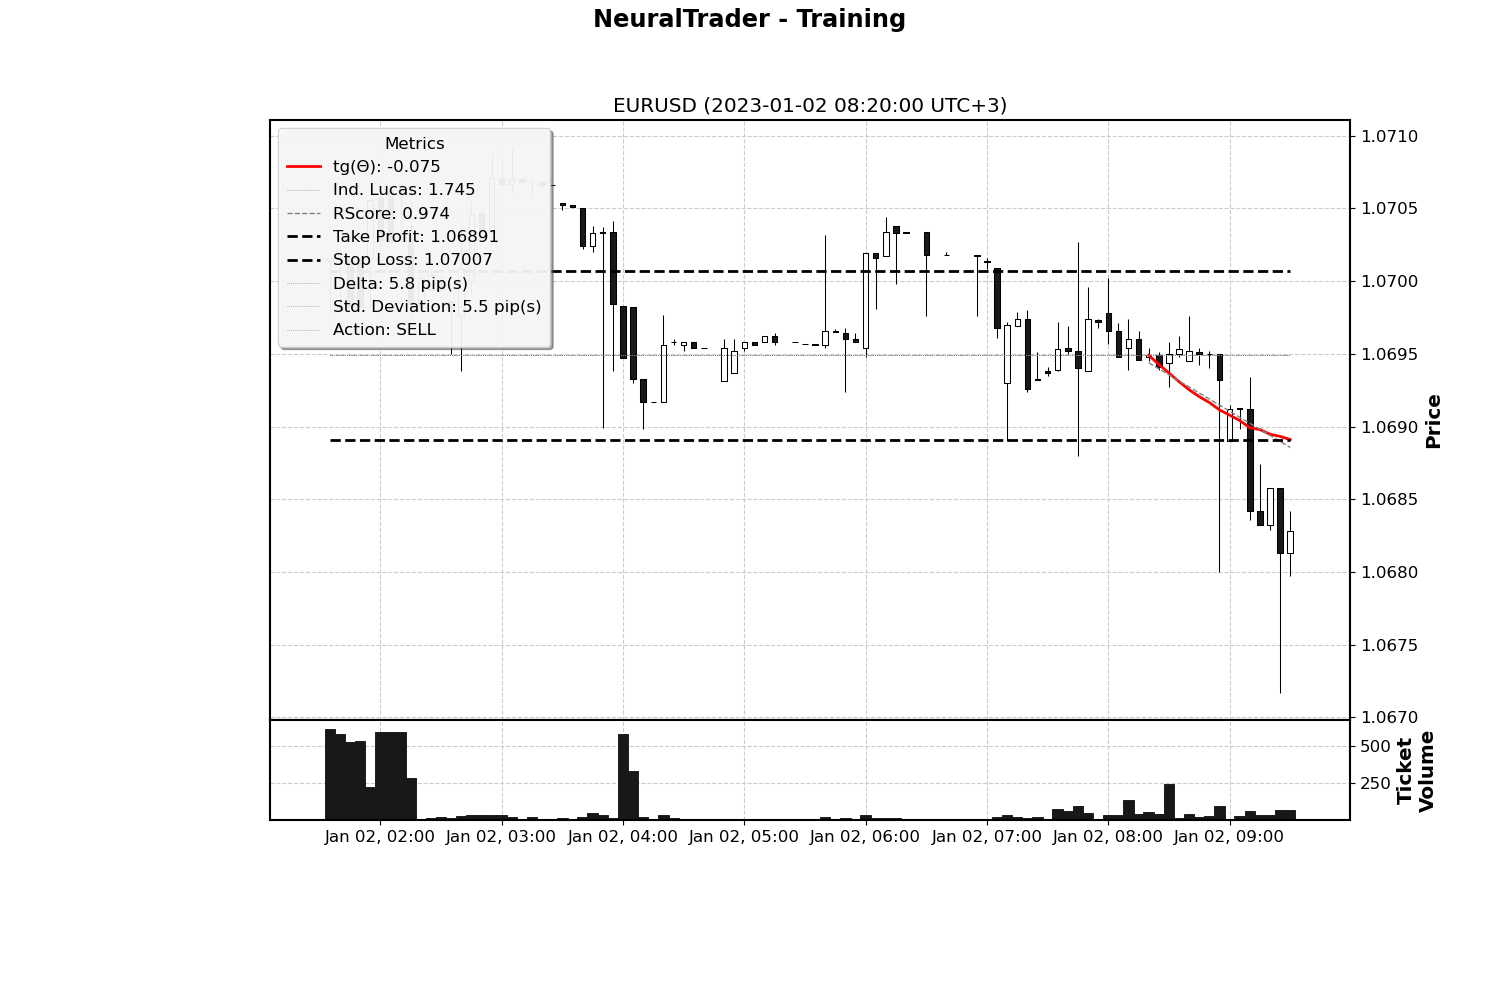 NeuralTrader - Training
EURUSD (2023-01-02 08:20:00 UTC+3)
Metrics
tg(Θ): -0.075
Ind. Lucas: 1.745
RScore: 0.974
Take Profit: 1.06891
Stop Loss: 1.07007
Delta: 5.8 pip(s)
Std. Deviation: 5.5 pip(s)
Action: SELL
1.0710
1.0705
1.0700
1.0695
1.0690
1.0685
1.0680
1.0675
1.0670
Price
500
250
Ticket
Volume
Jan 02, 02:00 Jan 02, 03:00 Jan 02, 04:00 Jan 02, 05:00 Jan 02, 06:00 Jan 02, 07:00 Jan 02, 08:00 Jan 02, 09:00